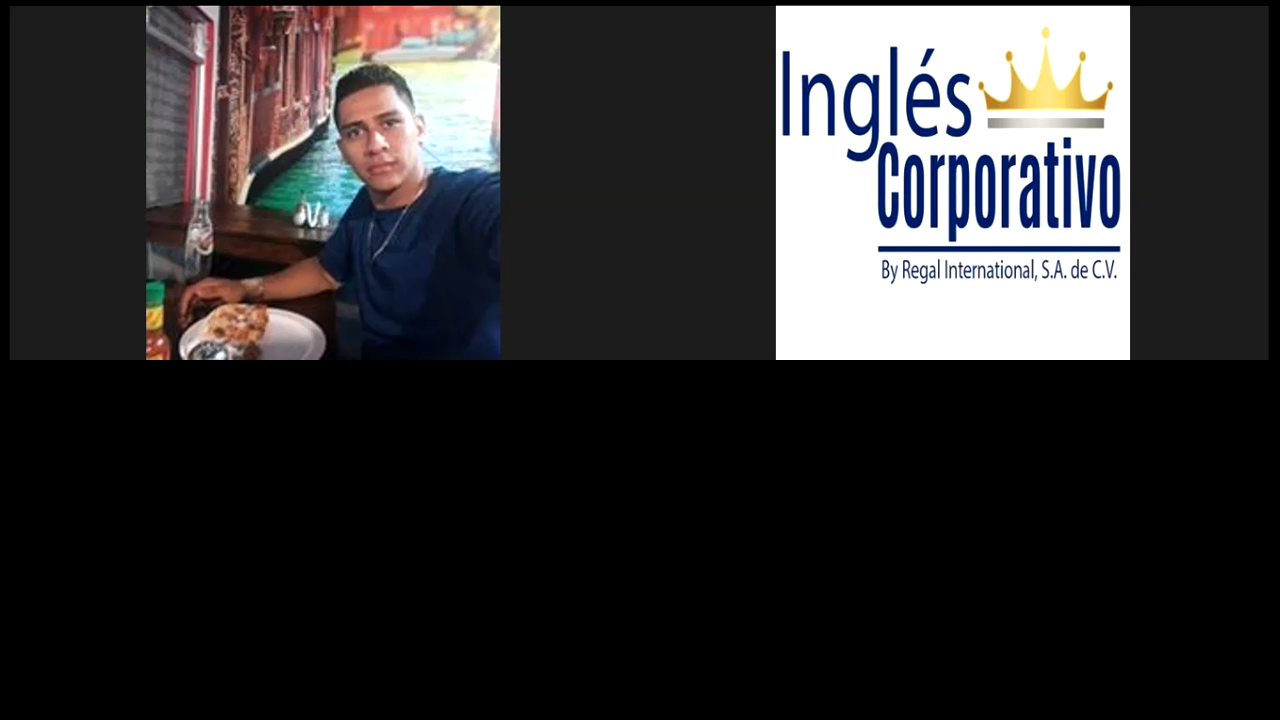 Inglés
Corporativo
By Regal International, S.A. de C.V.